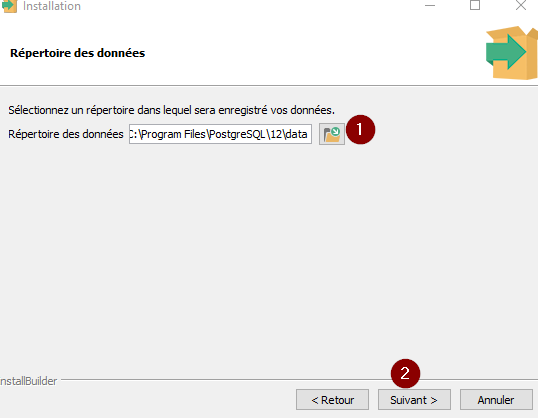 Installation
Répertoire des données
Sélectionnez un répertoire dans lequel sera enregistré vos données.
Répertoire des données C:\Program Files\PostgreSQL\12\data 1
2
nstallBuilder
< Retour Suivant > Annuler